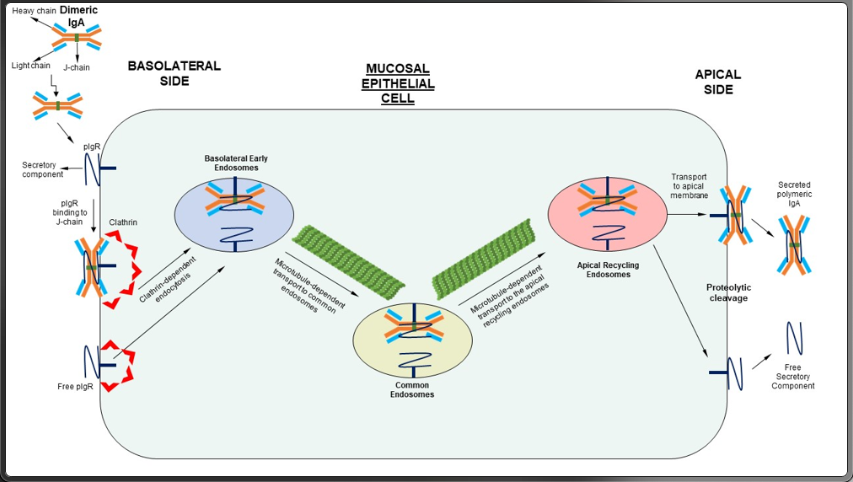 Heavy chain
Dimeric
IgA
Light chain
J-chain
BASOLATERAL
SIDE
MUCOSAL
EPITHELIAL
CELL
APICAL
SIDE
pIgR
Secretory
component
pIgR
binding to
J-chain
Clathrin
Free pIgR
Clathrin-dependent
endocytosis
Basolateral Early
Endosomes
Microtubule-dependent
transport to common
endosomes
Common
Endosomes
Microtubule-dependent
transport to the apical
recycling endosomes
Apical Recycling
Endosomes
Transport
to apical
membrane
Secreted
polymeric
IgA
Proteolytic
cleavage
Free
Secretory
Component